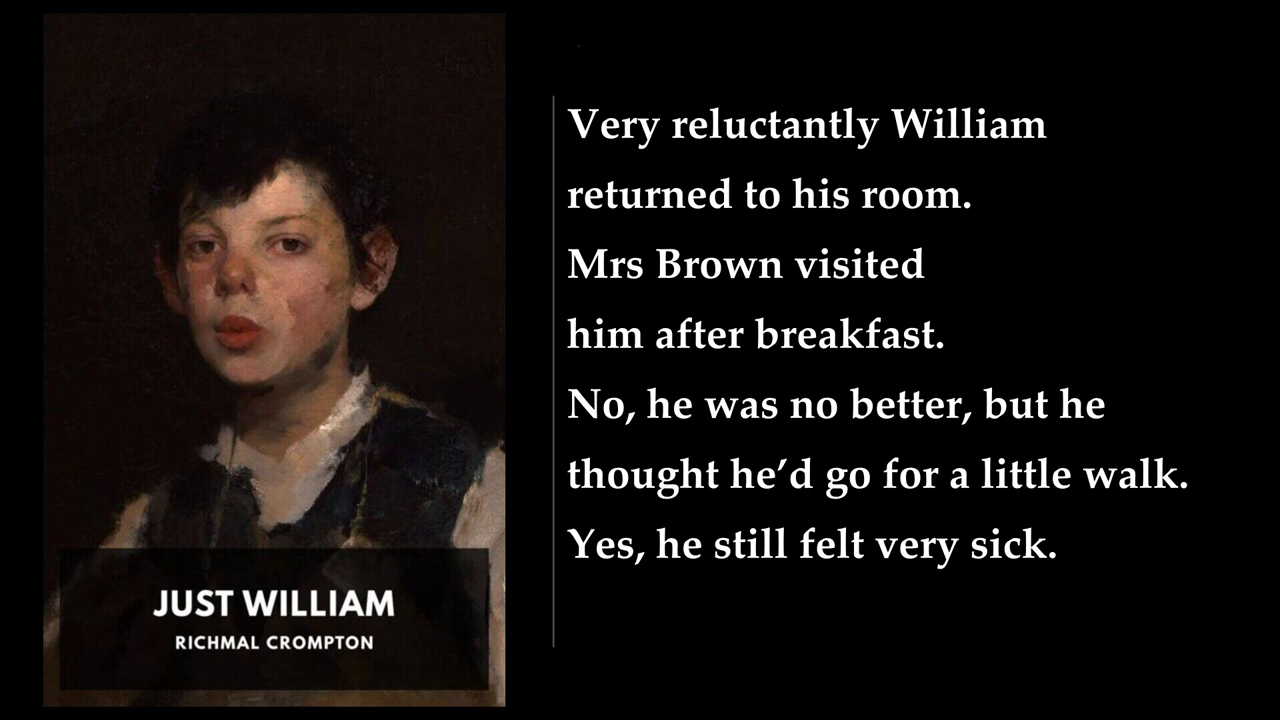 JUST WILLIAM
RICHMAL CROMPTON
Very reluctantly William
returned to his room.
Mrs Brown visited
him after breakfast.
No, he was no better, but he
thought he’d go for a little walk.
Yes, he still felt very sick.